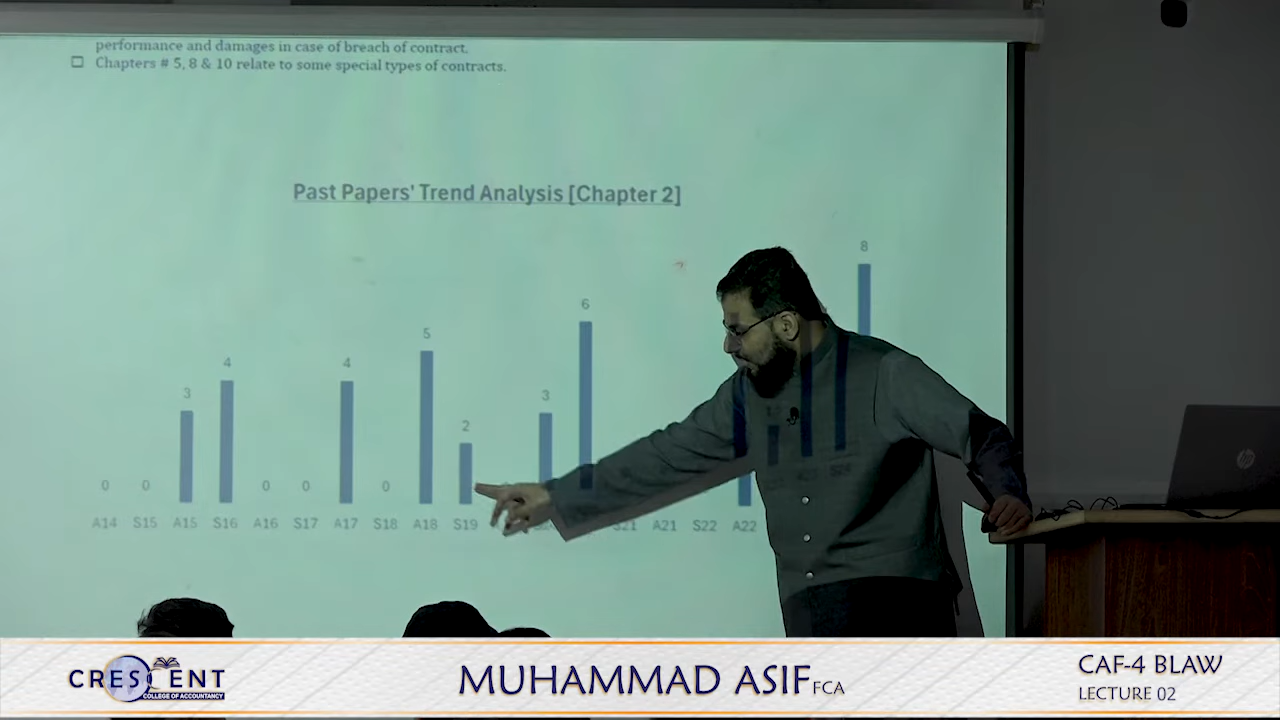 performance and damages in case of breach of contract.
☐ Chapters # 5, 8 & 10 relate to some special types of contracts.
Past Papers' Trend Analysis [Chapter 2]
8
6
5
4
4
3
3
2
0 0 0 0 0
A14 S15 A15 S16 A16 S17 A17 S18 A18 S19 S21 A21 S22 A22
CRESCENT
COLLEGE OF ACCOUNTANCY
MUHAMMAD ASIF FCA
CAF-4 BLAW
LECTURE 02
hp